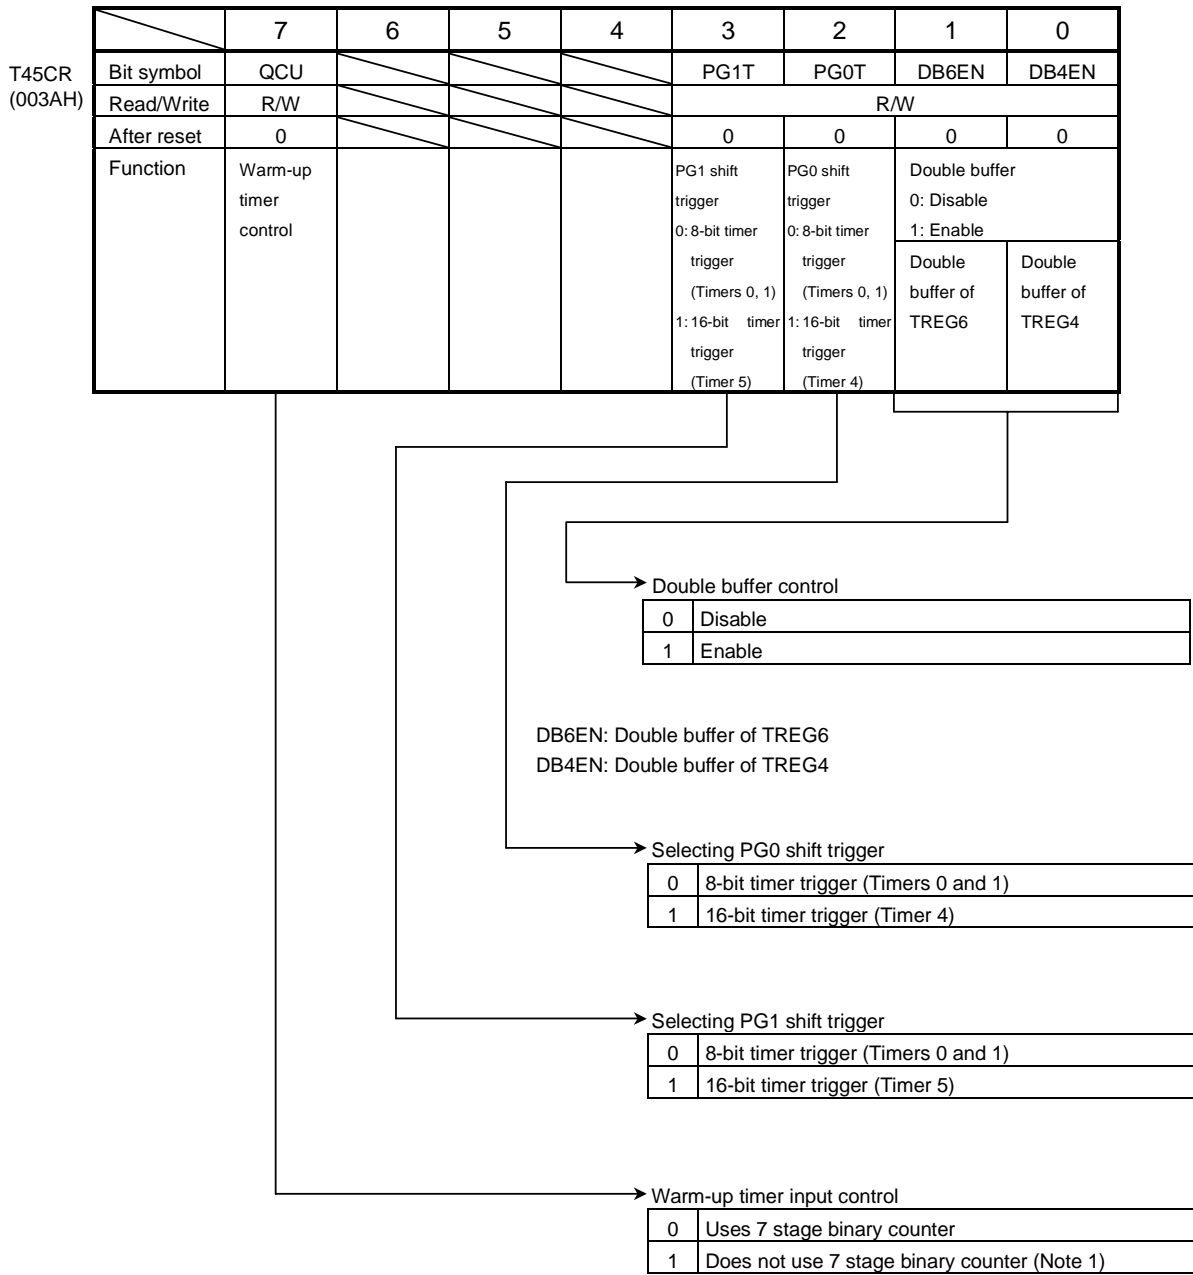 7 6 5 4 3 2 1 0
T45CR
(003AH)
Bit symbol QCU PG1T PG0T DB6EN DB4EN
Read/Write R/W R/W
After reset 0 0 0 0 0
Function
Warm-up
timer
control
PG1 shift
trigger
0: 8-bit timer
trigger
(Timers 0, 1)
1: 16-bit timer
trigger
(Timer 5)
PG0 shift
trigger
0: 8-bit timer
trigger
(Timers 0, 1)
1: 16-bit timer
trigger
(Timer 4)
Double buffer
0: Disable
1: Enable
Double
buffer of
TREG6
Double
buffer of
TREG4
Double buffer control
0 Disable
1 Enable
DB6EN: Double buffer of TREG6
DB4EN: Double buffer of TREG4
Selecting PG0 shift trigger
0 8-bit timer trigger (Timers 0 and 1)
1 16-bit timer trigger (Timer 4)
Selecting PG1 shift trigger
0 8-bit timer trigger (Timers 0 and 1)
1 16-bit timer trigger (Timer 5)
Warm-up timer input control
0 Uses 7 stage binary counter
1 Does not use 7 stage binary counter (Note 1)